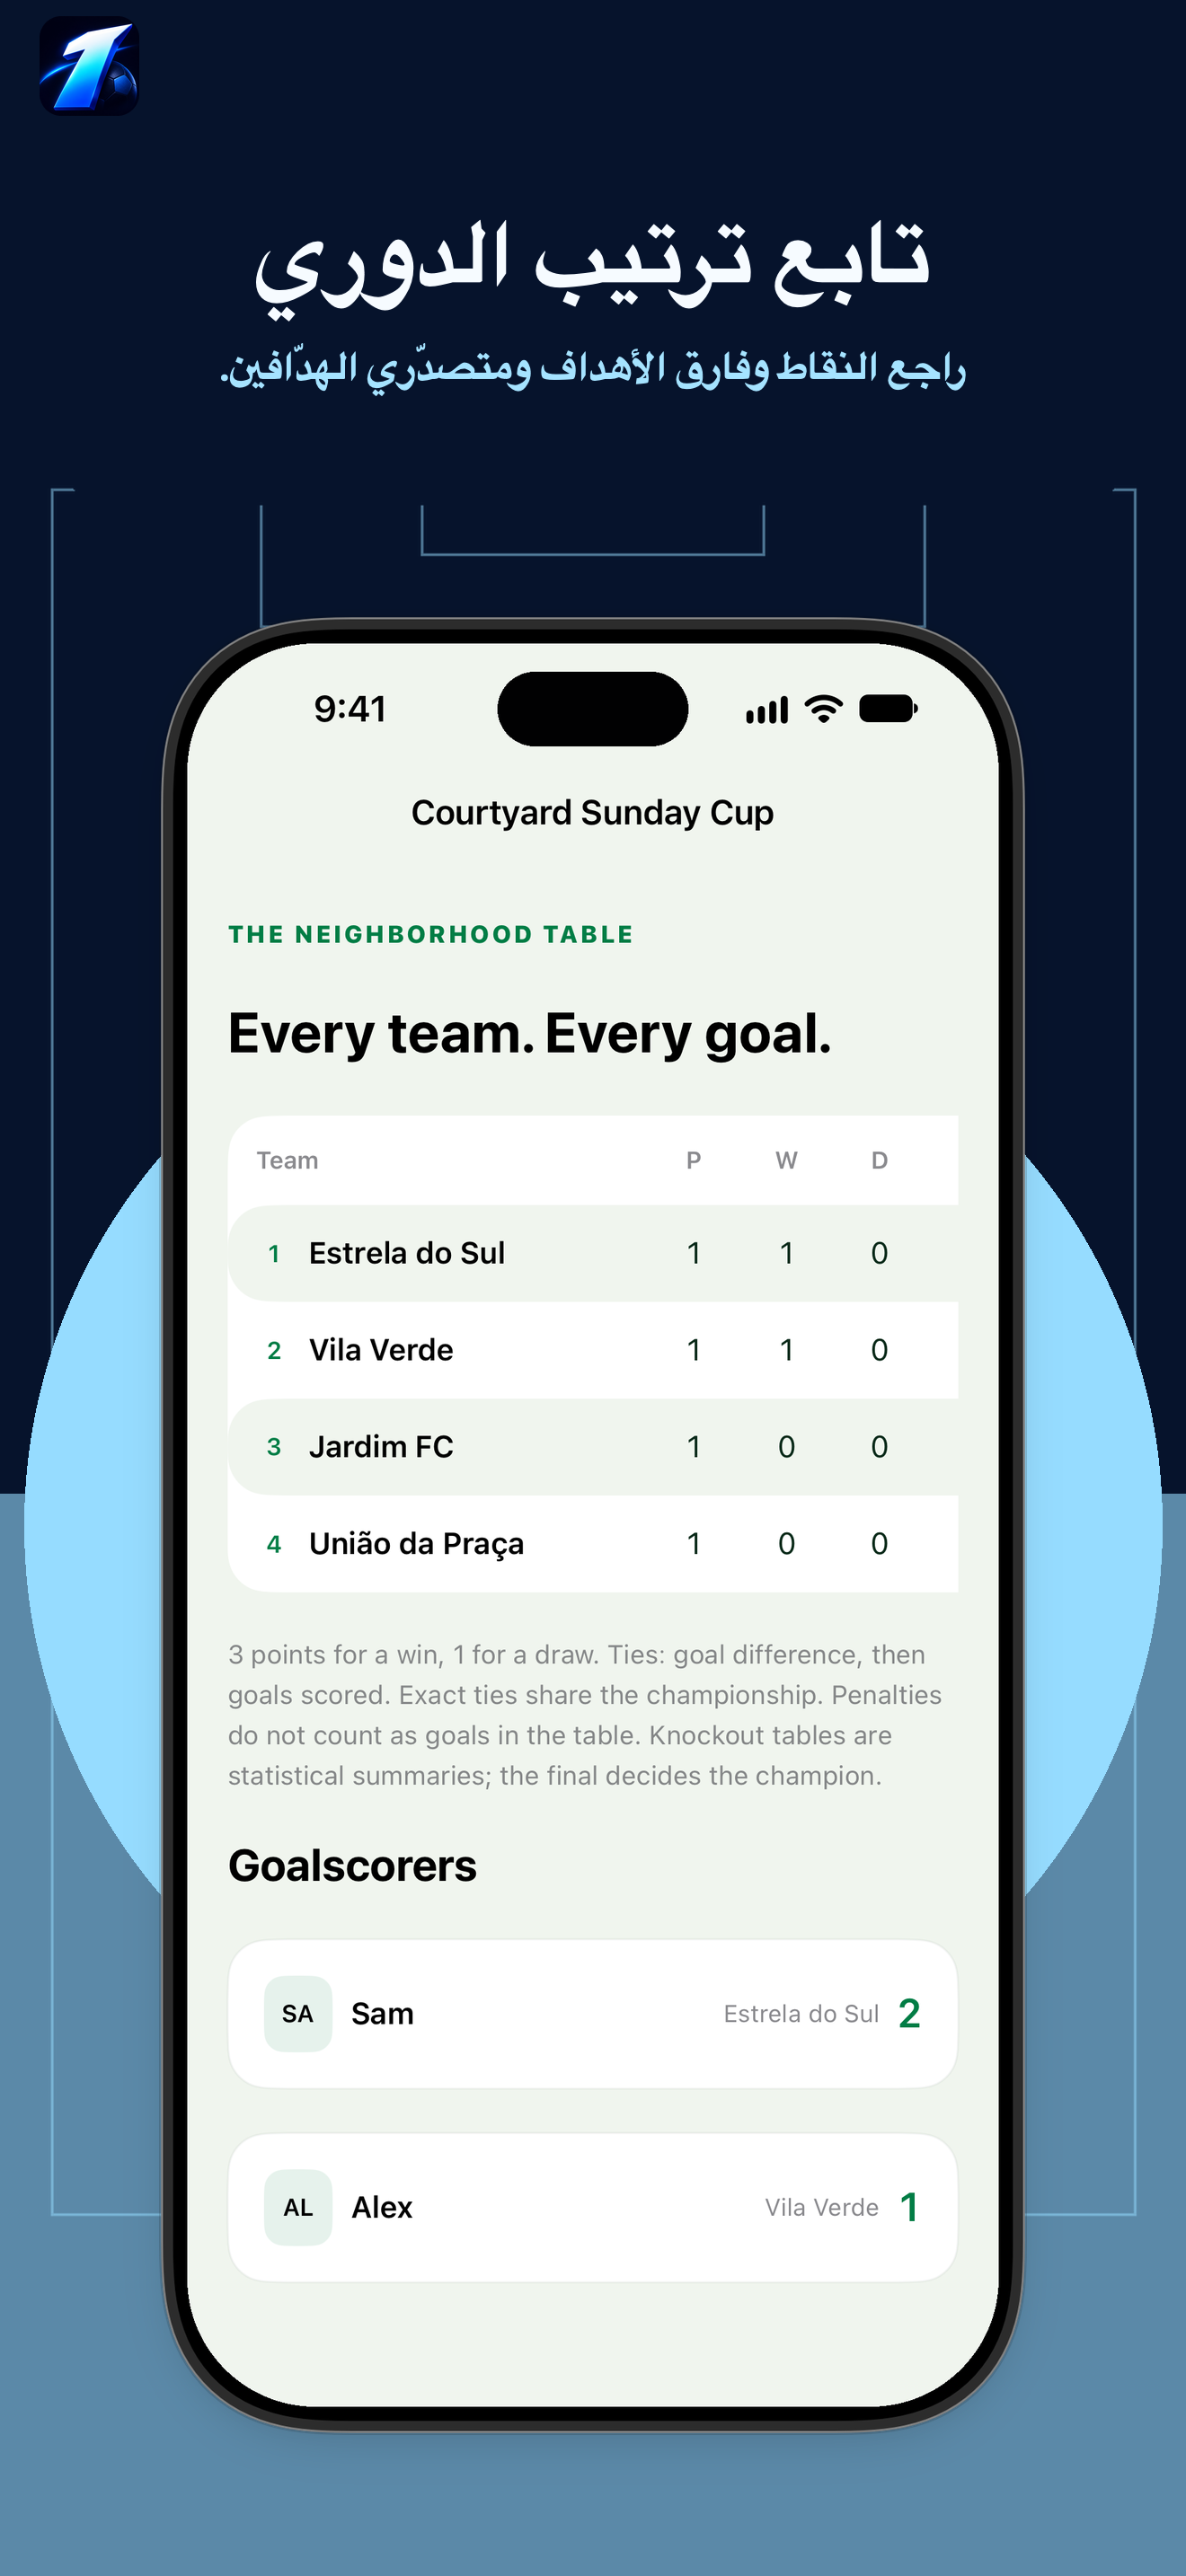 1
تابع ترتيب الدوري
راجع النقاط وفارق الأهداف ومتصدّري الهدّافين.
9:41
Courtyard Sunday Cup
THE NEIGHBORHOOD TABLE
Every team. Every goal.
Team P W D
1 Estrela do Sul 1 1 0
2 Vila Verde 1 1 0
3 Jardim FC 1 0 0
4 União da Praça 1 0 0
3 points for a win, 1 for a draw. Ties: goal difference, then
goals scored. Exact ties share the championship. Penalties
do not count as goals in the table. Knockout tables are
statistical summaries; the final decides the champion.
Goalscorers
SA Sam Estrela do Sul 2
AL Alex Vila Verde 1